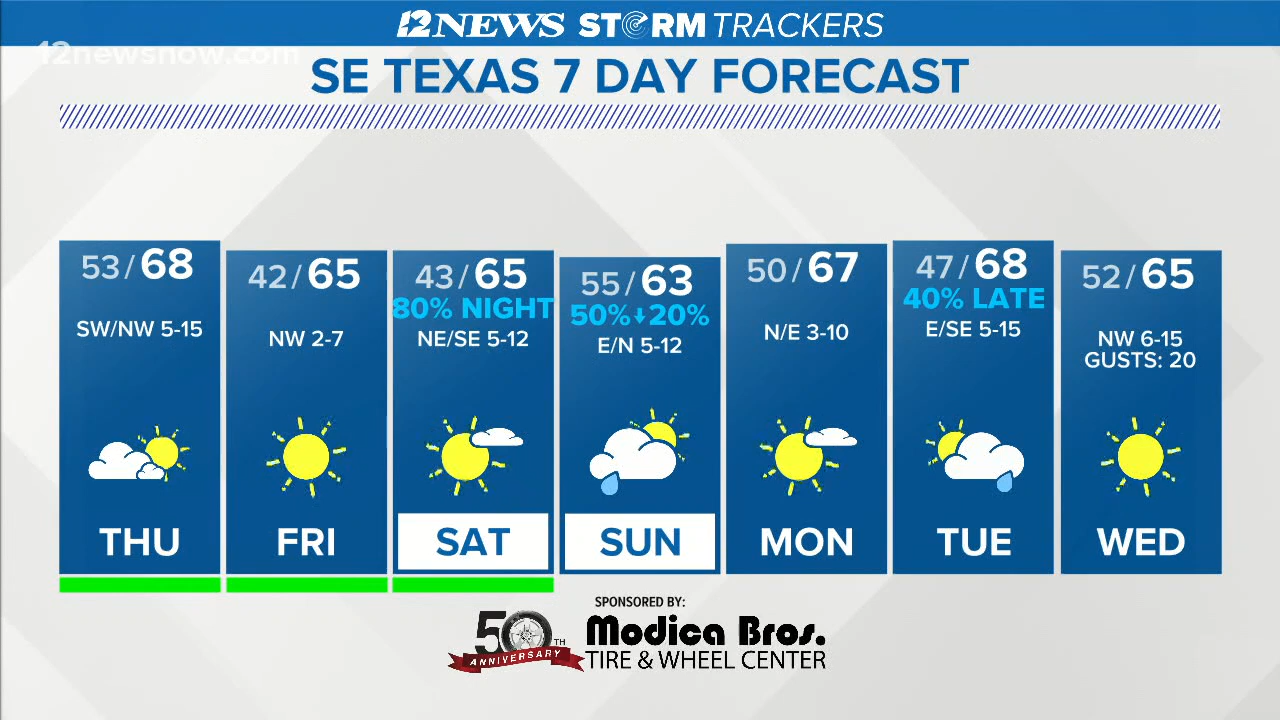 12NEWS STORM TRACKERS
12newsnow.com
SE TEXAS 7 DAY FORECAST
53/68
SW/NW 5-15
THU
42/65
NW 2-7
FRI
43/65
80% NIGHT
NE/SE 5-12
SAT
55/63
50%↓20%
E/N 5-12
SUN
50/67
N/E 3-10
MON
47/68
40% LATE
E/SE 5-15
TUE
52/65
NW 6-15
GUSTS: 20
WED
SPONSORED BY:
50TH
ANNIVERSARY
Modica Bros.
TIRE & WHEEL CENTER